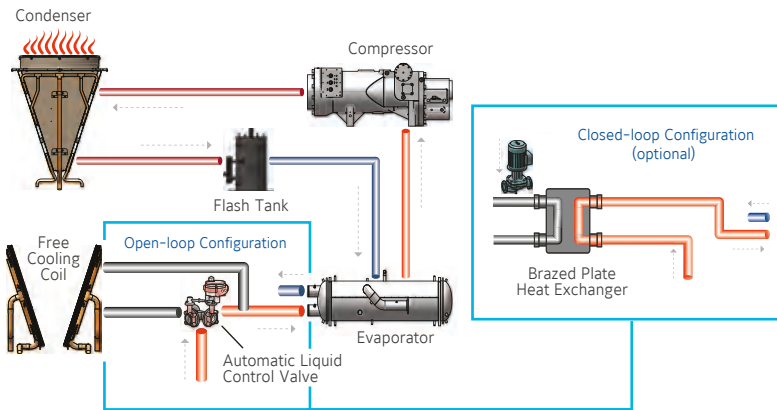 Condenser
Compressor
Closed-loop Configuration
(optional)
Flash Tank
Free
Cooling
Coil
Open-loop Configuration
Brazed Plate
Heat Exchanger
Evaporator
Automatic Liquid
Control Valve